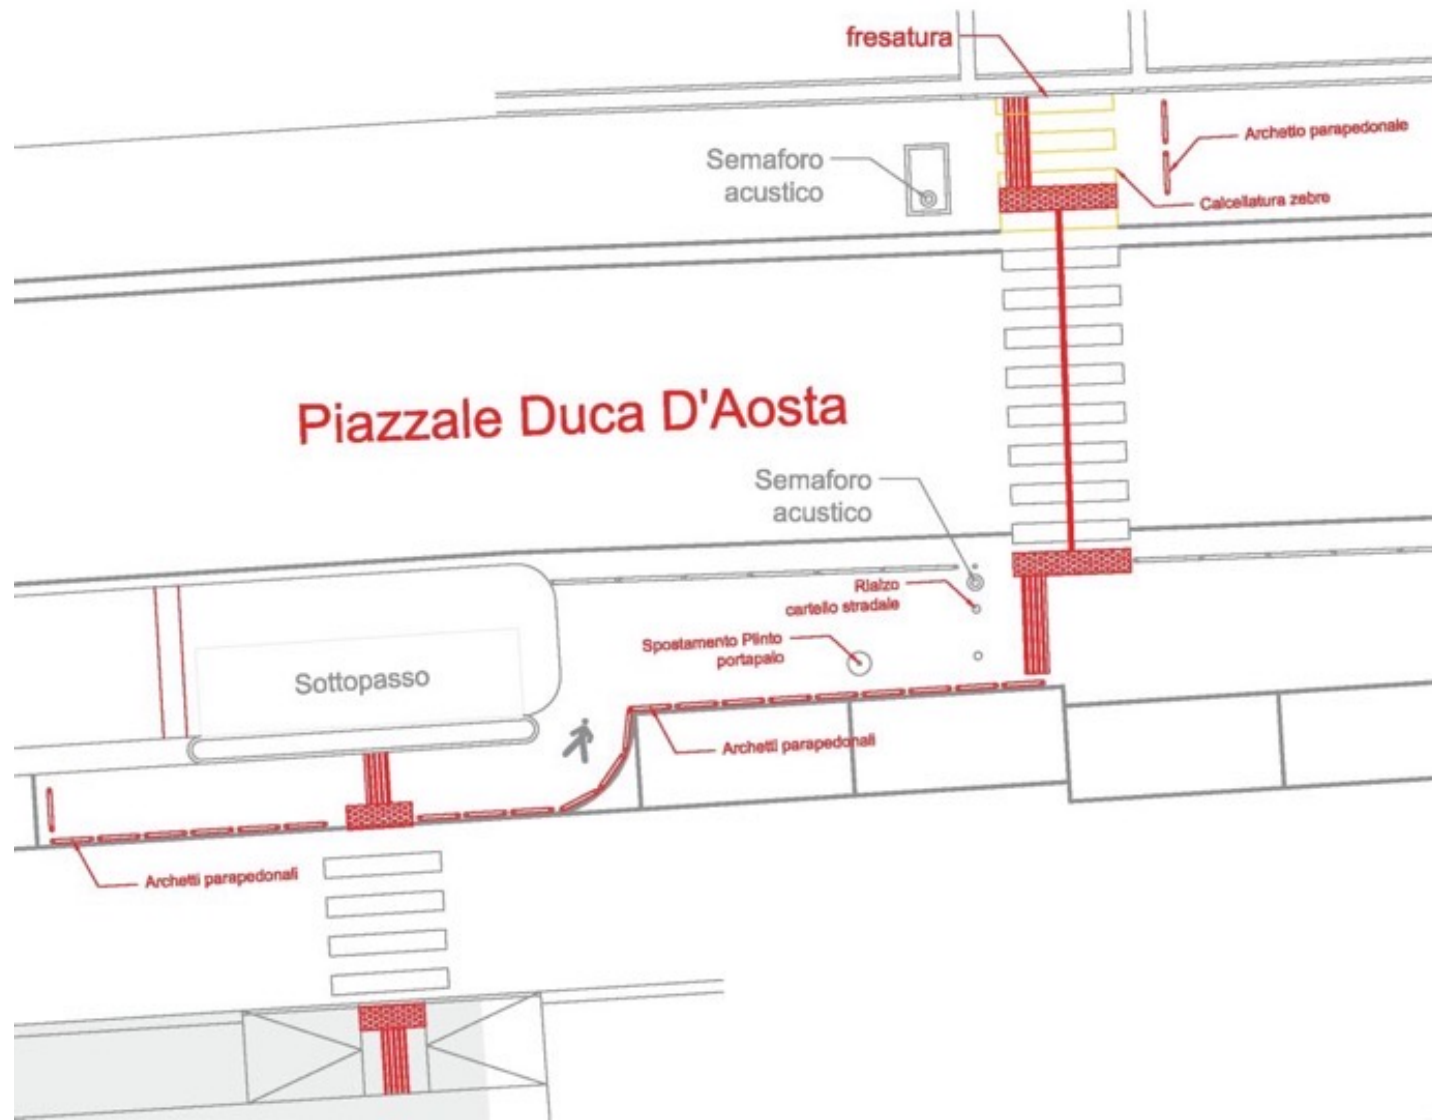 fresatura
Archetto parapedonale
Semaforo
acustico
Calcellatura zebre
Piazzale Duca D'Aosta
Semaforo
acustico
Rialzo
cartello stradale
Spostamento Plinto
portapalo
Sottopasso
Archetti parapedonali
Archetti parapedonali